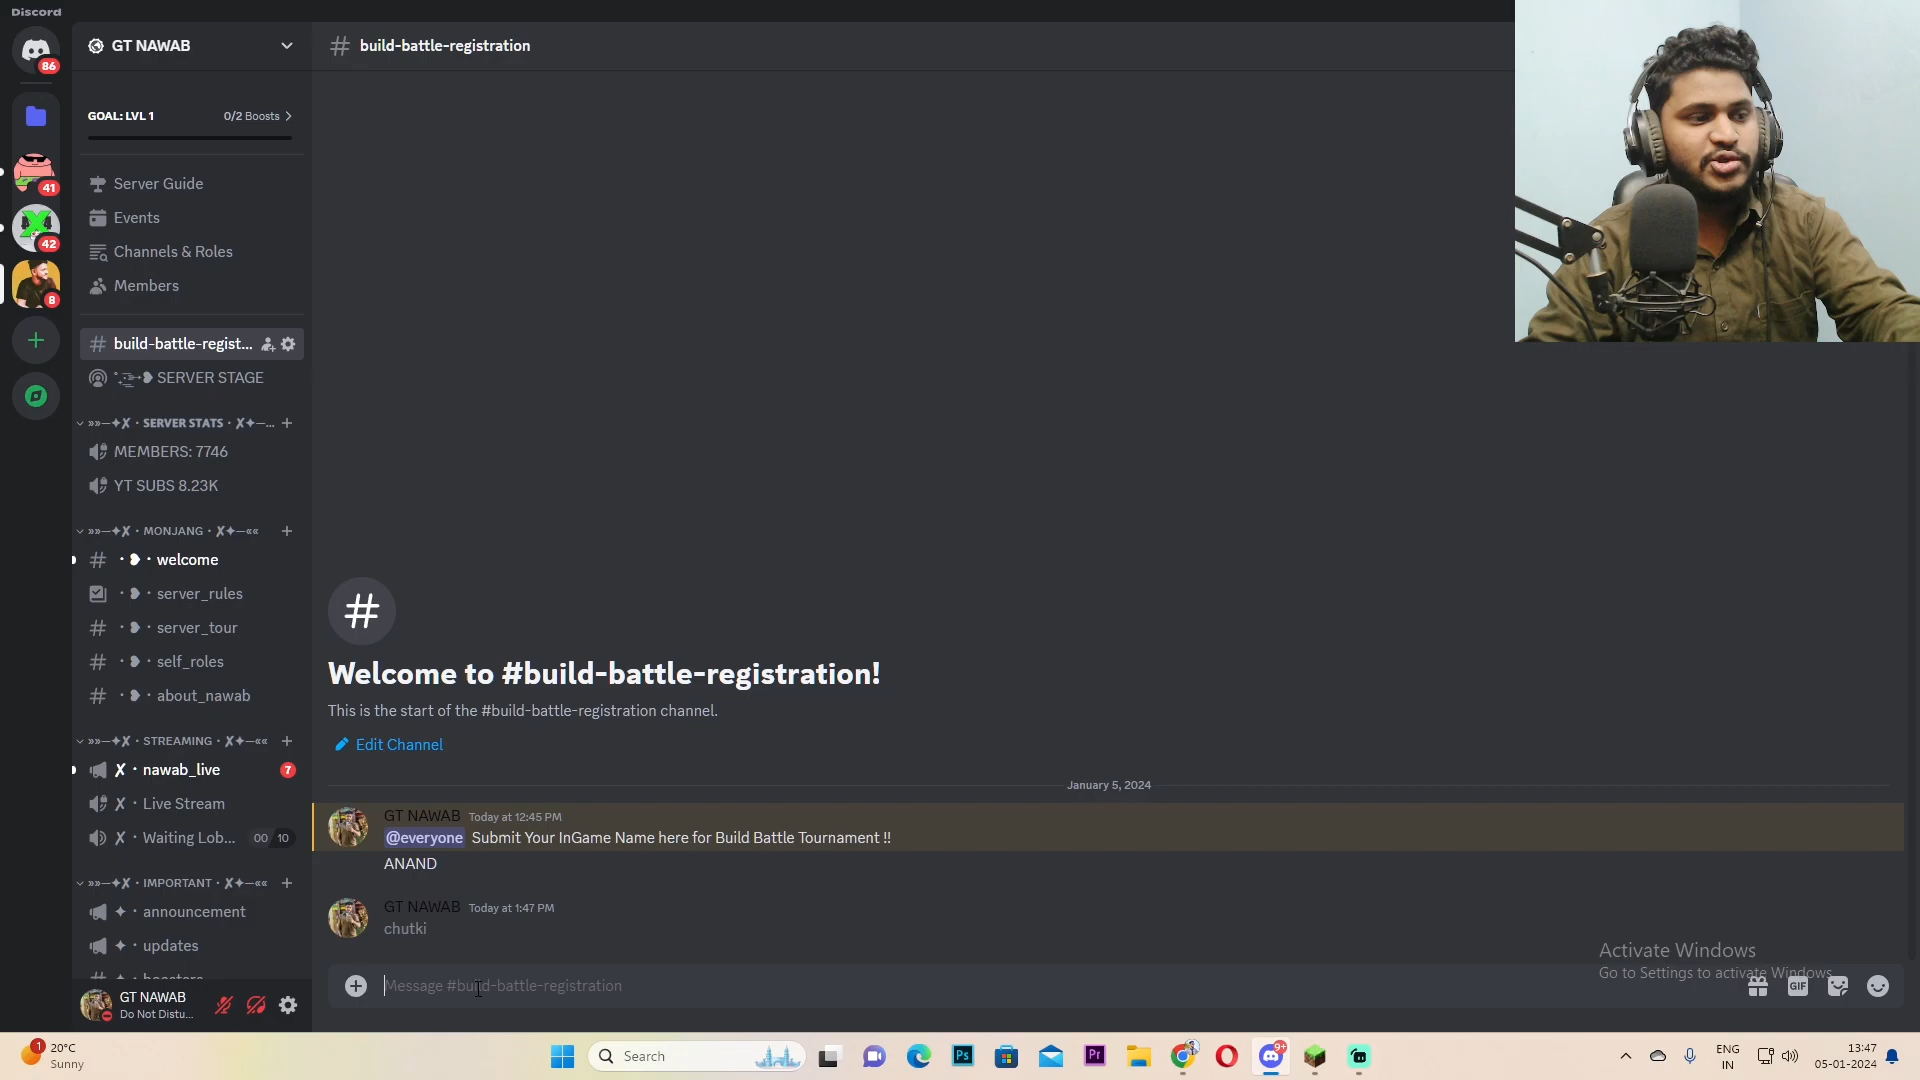 Discord
86
41
42
8
GT NAWAB
GOAL: LVL 1
0/2 Boosts
Server Guide
Events
Channels & Roles
Members
build-battle-regist...
SERVER STAGE
»»—✦✗ · SERVER STATS · ✗✦—...
MEMBERS: 7746
YT SUBS 8.23K
»»—✦✗ · MONJANG · ✗✦—««
· ❥ · welcome
· ❥ · server_rules
· ❥ · server_tour
· ❥ · self_roles
· ❥ · about_nawab
»»—✦✗ · STREAMING · ✗✦—««
✗ · nawab_live
7
✗ · Live Stream
✗ · Waiting Lob...
00 10
»»—✦✗ · IMPORTANT · ✗✦—««
✦ · announcement
✦ · updates
✦ · boosters
GT NAWAB
Do Not Distu...
# build-battle-registration
Welcome to #build-battle-registration!
This is the start of the #build-battle-registration channel.
Edit Channel
January 5, 2024
GT NAWAB Today at 12:45 PM
@everyone Submit Your InGame Name here for Build Battle Tournament !!
ANAND
GT NAWAB Today at 1:47 PM
chutki
Message #build-battle-registration
GIF
Activate Windows
Go to Settings to activate Windows.
1
20°C
Sunny
Search
Ps
Pr
9+
ENG
IN
13:47
05-01-2024